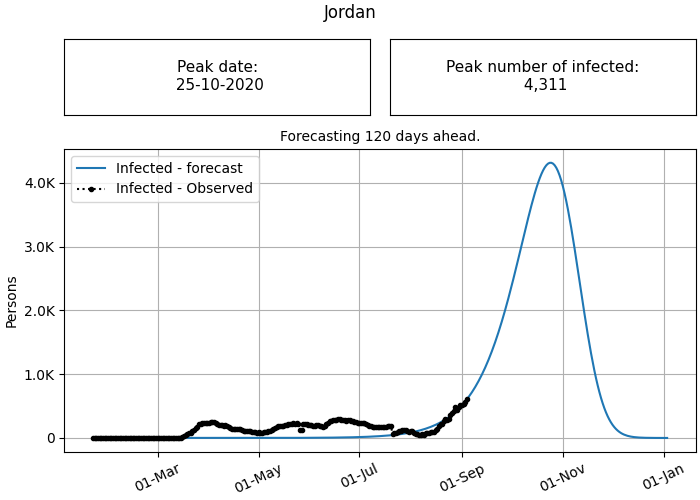 Jordan
Peak date:
25-10-2020
Peak number of infected:
4,311
Forecasting 120 days ahead.
Infected - forecast
Infected - Observed
4.0K
3.0K
2.0K
1.0K
0
Persons
01-Mar
01-May
01-Jul
01-Sep
01-Nov
01-Jan